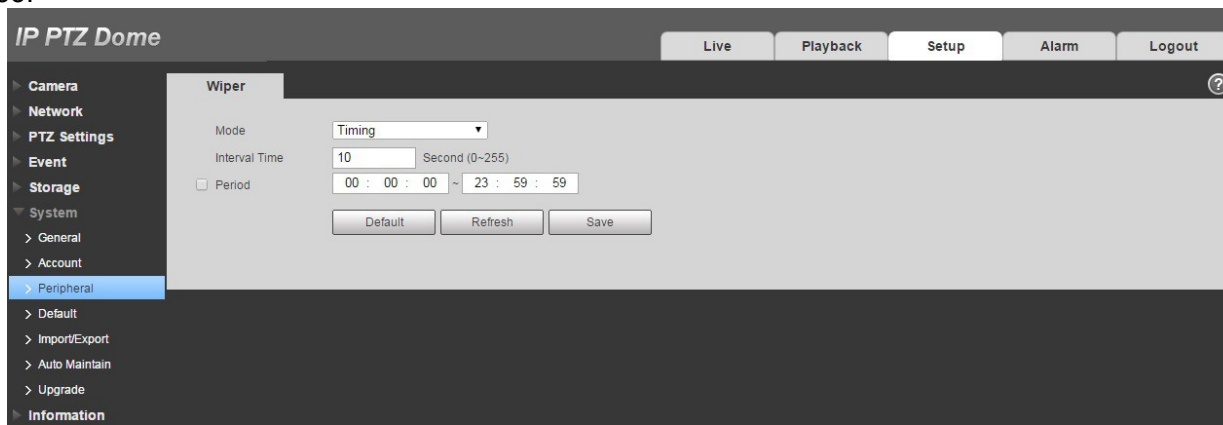 IP PTZ Dome
Live Playback Setup Alarm Logout
Camera
Network
PTZ Settings
Event
Storage
System
> General
> Account
> Peripheral
> Default
> Import/Export
> Auto Maintain
> Upgrade
Information
Wiper
?
Mode Timing
Interval Time 10 Second (0~255)
Period 00 : 00 : 00 ~ 23 : 59 : 59
Default Refresh Save